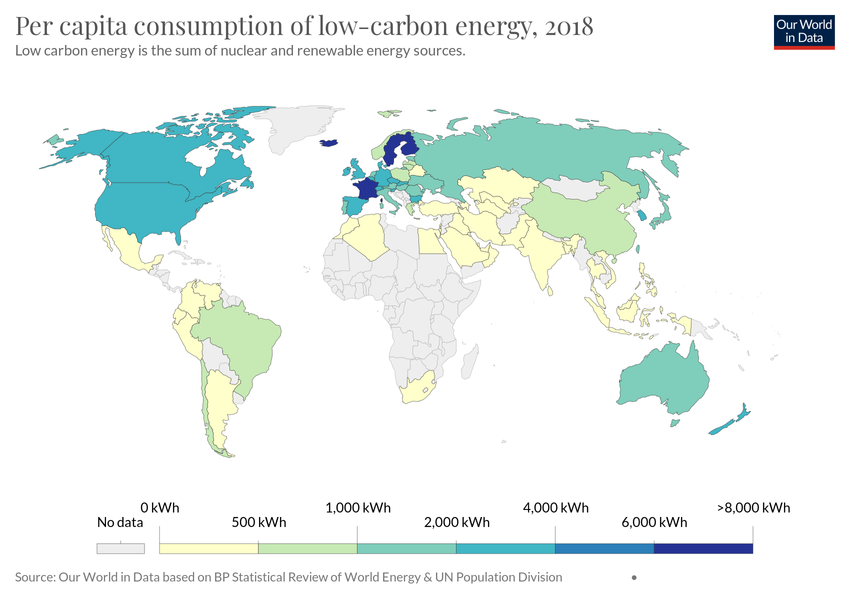 Per capita consumption of low-carbon energy, 2018
Low carbon energy is the sum of nuclear and renewable energy sources.
Our World
in Data
No data
0 kWh
500 kWh
1,000 kWh
2,000 kWh
4,000 kWh
6,000 kWh
>8,000 kWh
Source: Our World in Data based on BP Statistical Review of World Energy & UN Population Division •